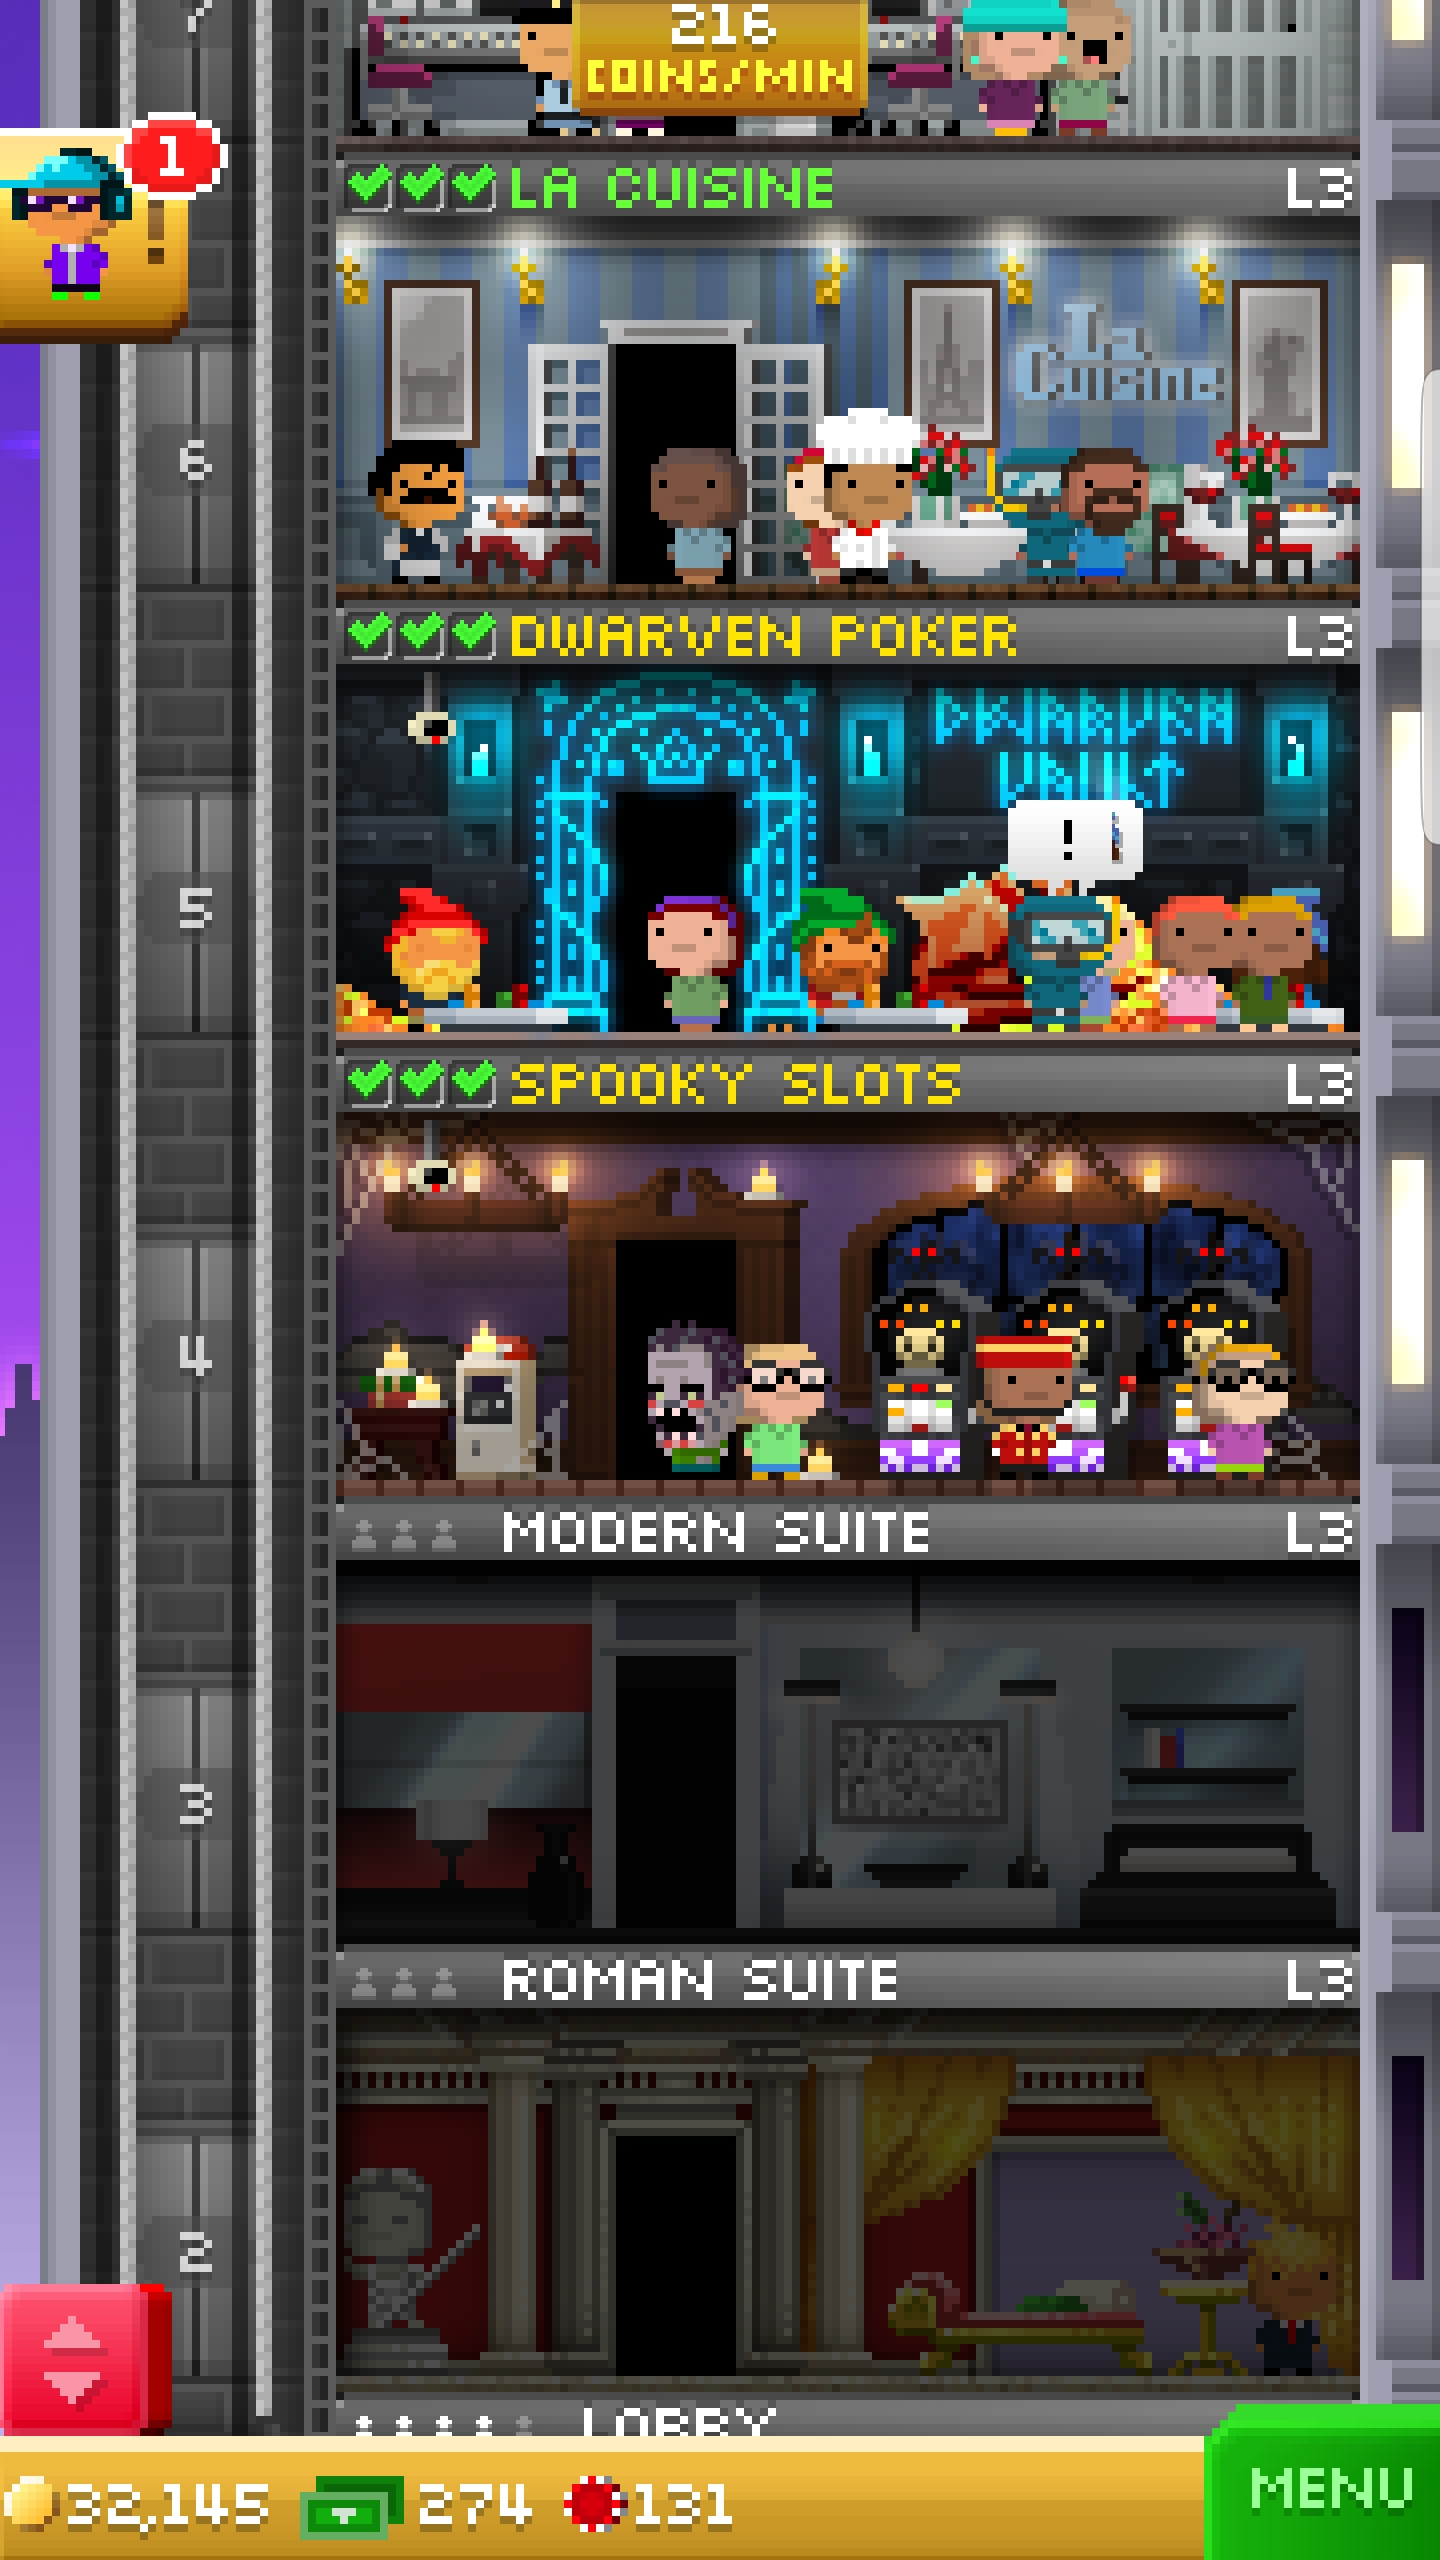 7
216
COINS/MIN
1
!
LA CUISINE L3
La
Cuisine
6
DWARVEN POKER L3
DWARVEN
VAULT
!
5
SPOOKY SLOTS L3
4
MODERN SUITE L3
3
ROMAN SUITE L3
2
LOBBY
32,145 274 131
MENU